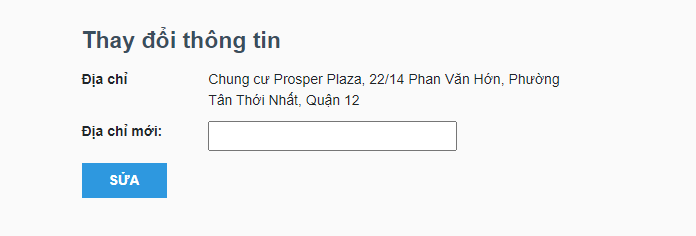 Thay đổi thông tin
Địa chỉ
Chung cư Prosper Plaza, 22/14 Phan Văn Hớn, Phường
Tân Thới Nhất, Quận 12
Địa chỉ mới:
SỬA